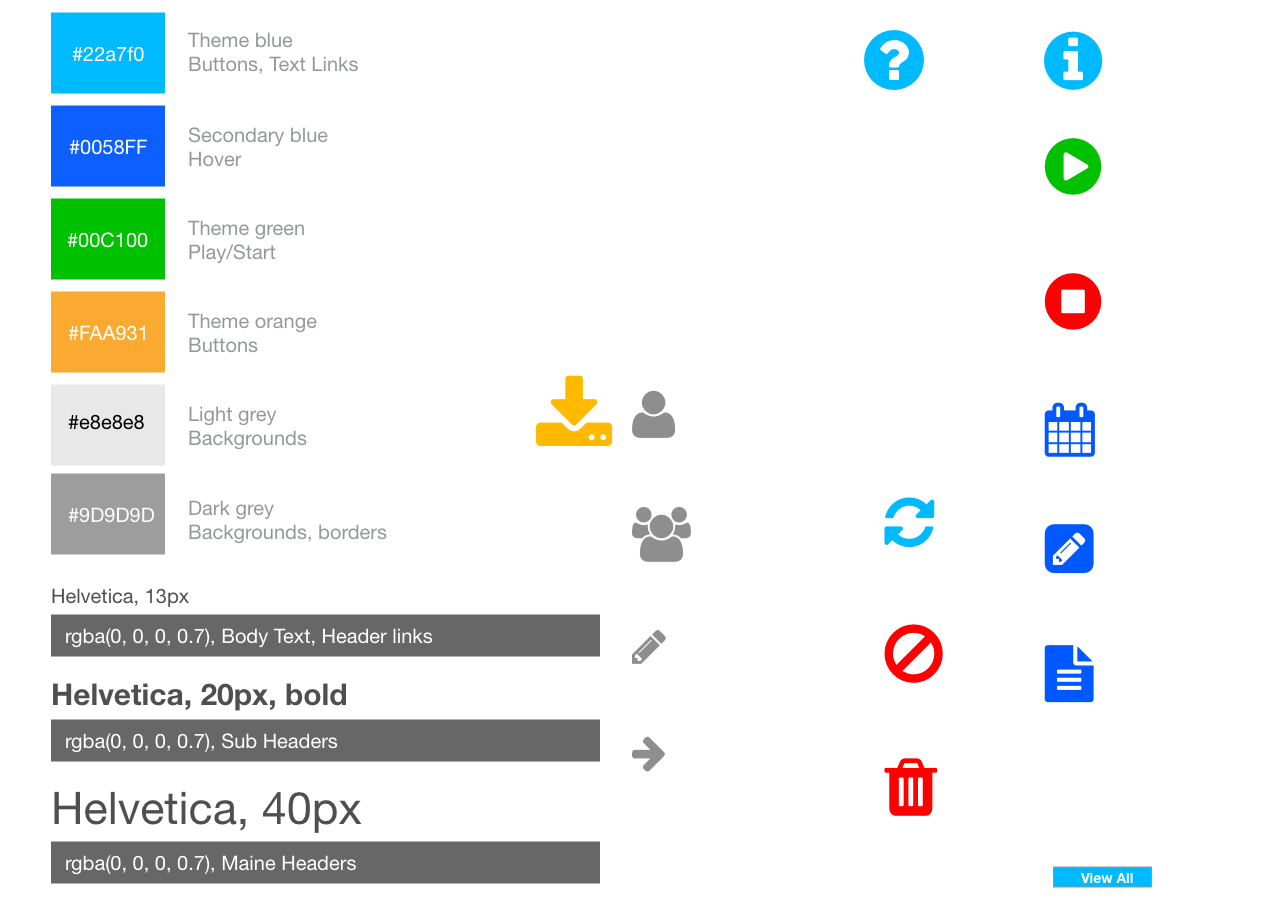 #22a7f0
Theme blue
Buttons, Text Links
#0058FF
Secondary blue
Hover
#00C100
Theme green
Play/Start
#FAA931
Theme orange
Buttons
#e8e8e8
Light grey
Backgrounds
#9D9D9D
Dark grey
Backgrounds, borders
Helvetica, 13px
rgba(0, 0, 0, 0.7), Body Text, Header links
Helvetica, 20px, bold
rgba(0, 0, 0, 0.7), Sub Headers
Helvetica, 40px
rgba(0, 0, 0, 0.7), Maine Headers
View All